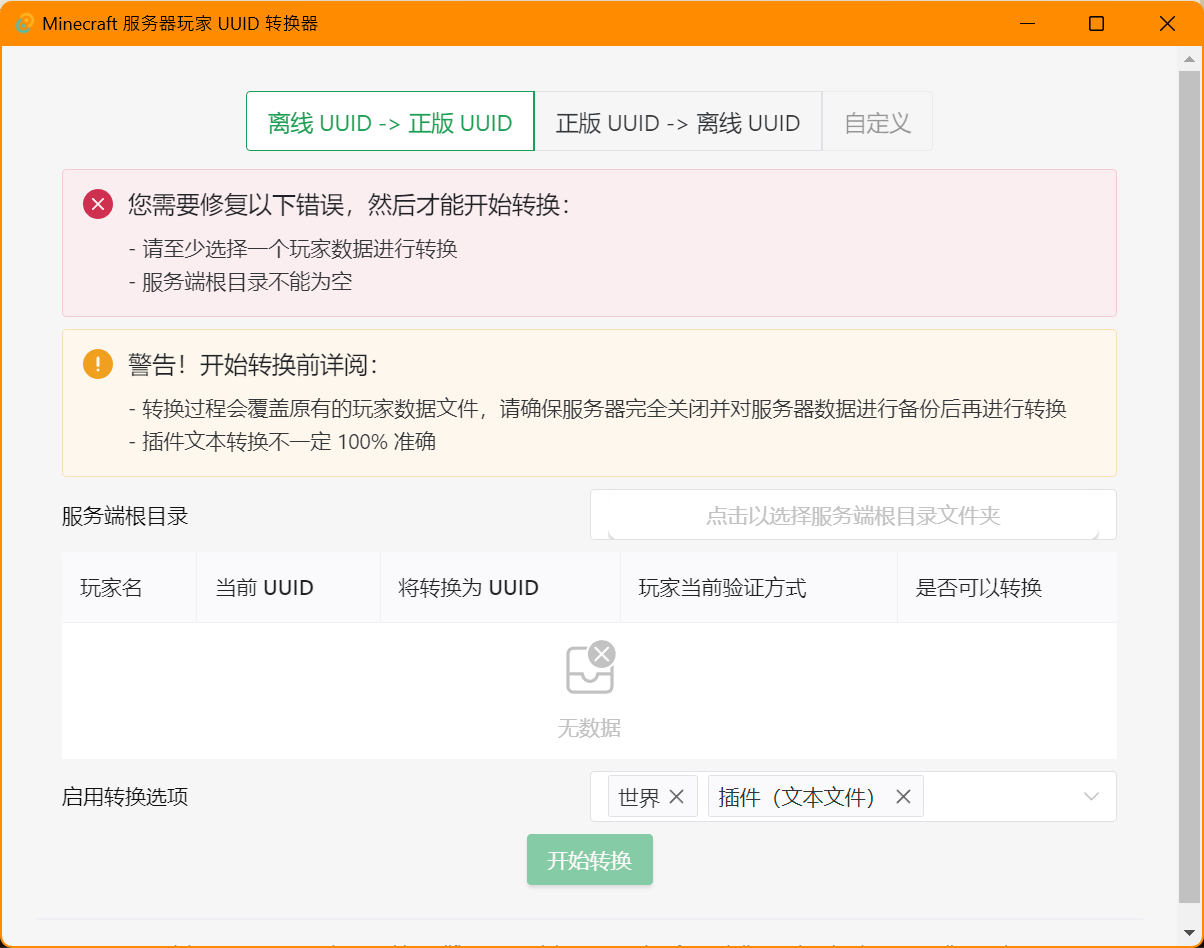 Minecraft 服务器玩家 UUID 转换器
离线 UUID -> 正版 UUID
正版 UUID -> 离线 UUID
自定义
您需要修复以下错误，然后才能开始转换：
- 请至少选择一个玩家数据进行转换
- 服务端根目录不能为空
警告！开始转换前详阅：
- 转换过程会覆盖原有的玩家数据文件，请确保服务器完全关闭并对服务器数据进行备份后再进行转换
- 插件文本转换不一定 100% 准确
服务端根目录
点击以选择服务端根目录文件夹
玩家名
当前 UUID
将转换为 UUID
玩家当前验证方式
是否可以转换
无数据
启用转换选项
世界
插件（文本文件）
开始转换